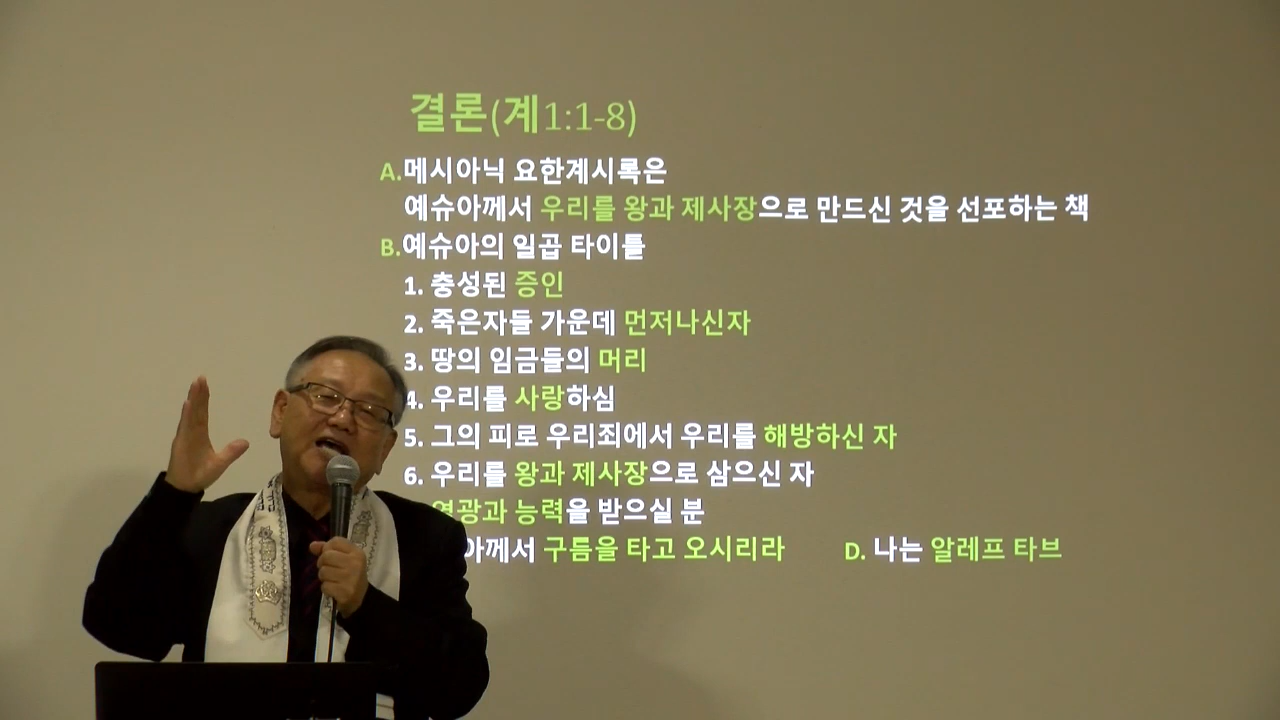 결론(계1:1-8)
A.메시아닉 요한계시록은
예슈아께서 우리를 왕과 제사장으로 만드신 것을 선포하는 책
B.예슈아의 일곱 타이틀
1. 충성된 증인
2. 죽은자들 가운데 먼저나신자
3. 땅의 임금들의 머리
4. 우리를 사랑하심
5. 그의 피로 우리죄에서 우리를 해방하신 자
6. 우리를 왕과 제사장으로 삼으신 자
영광과 능력을 받으실 분
아께서 구름을 타고 오시리라 D. 나는 알레프 타브